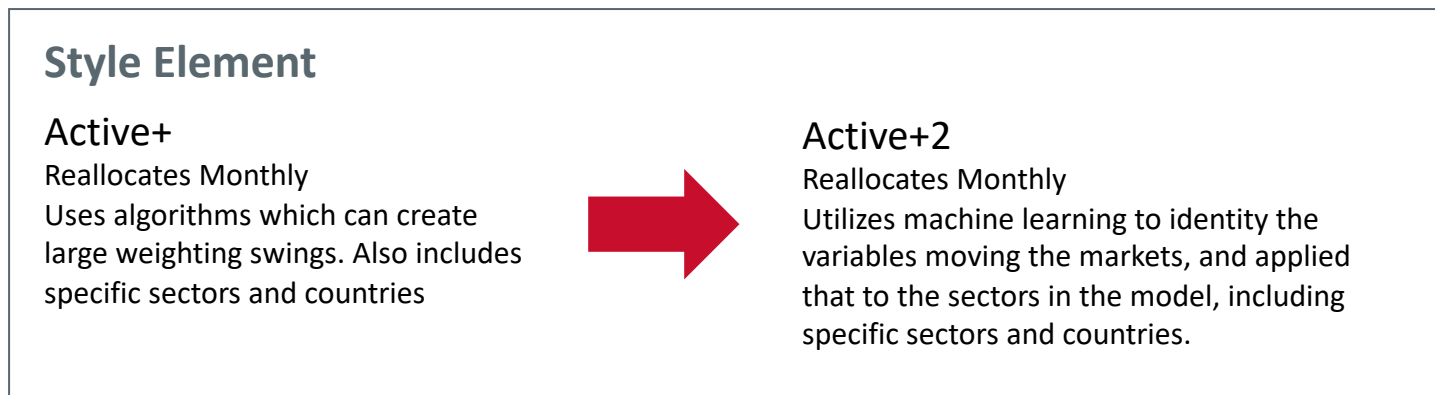 Style Element
Active+
Reallocates Monthly
Uses algorithms which can create
large weighting swings. Also includes
specific sectors and countries
Active+2
Reallocates Monthly
Utilizes machine learning to identity the
variables moving the markets, and applied
that to the sectors in the model, including
specific sectors and countries.